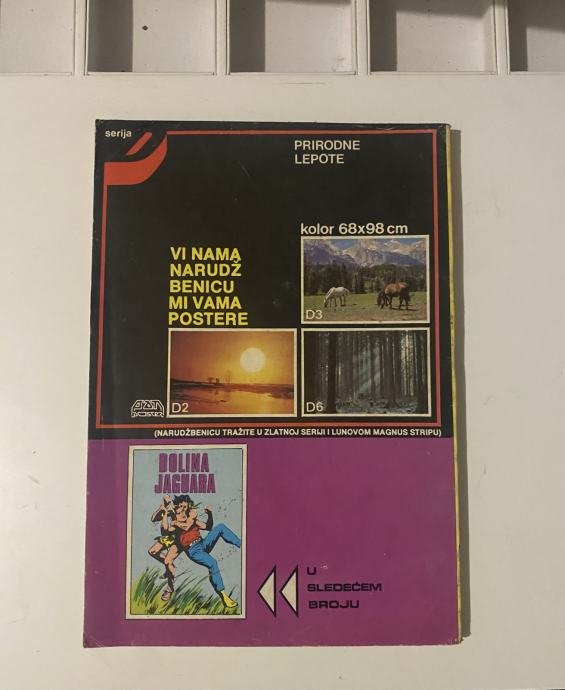 serija
PRIRODNE
LEPOTE
kolor 68x98 cm
VI NAMA
NARUDŽ
BENICU
MI VAMA
POSTERE
D3
D2
D6
(NARUDŽBENICU TRAŽITE U ZLATNOJ SERIJI I LUNOVOM MAGNUS STRIPU)
DOLINA
JAGUARA
U
SLEDEĆEM
BROJU